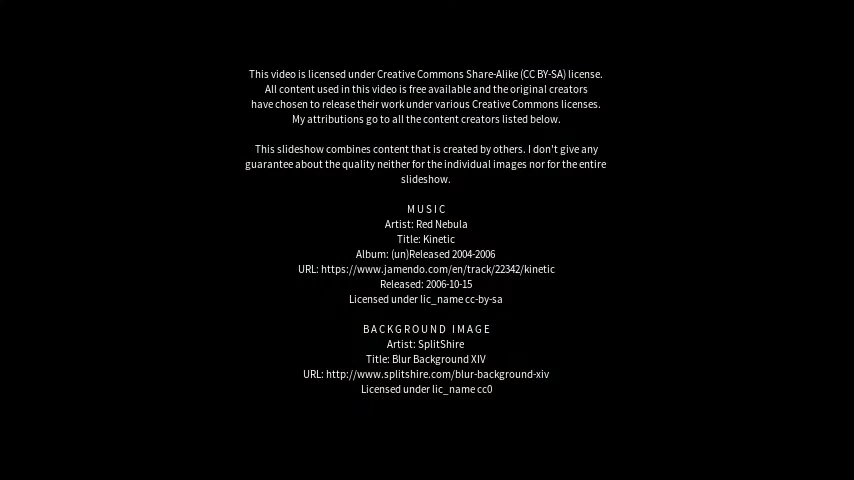 This video is licensed under Creative Commons Share-Alike (CC BY-SA) license.
All content used in this video is free available and the original creators
have chosen to release their work under various Creative Commons licenses.
My attributions go to all the content creators listed below.
This slideshow combines content that is created by others. I don't give any
guarantee about the quality neither for the individual images nor for the entire
slideshow.
MUSIC
Artist: Red Nebula
Title: Kinetic
Album: (un)Released 2004-2006
URL: https://www.jamendo.com/en/track/22342/kinetic
Released: 2006-10-15
Licensed under lic_name cc-by-sa
BACKGROUND IMAGE
Artist: SplitShire
Title: Blur Background XIV
URL: http://www.splitshire.com/blur-background-xiv
Licensed under lic_name cc0